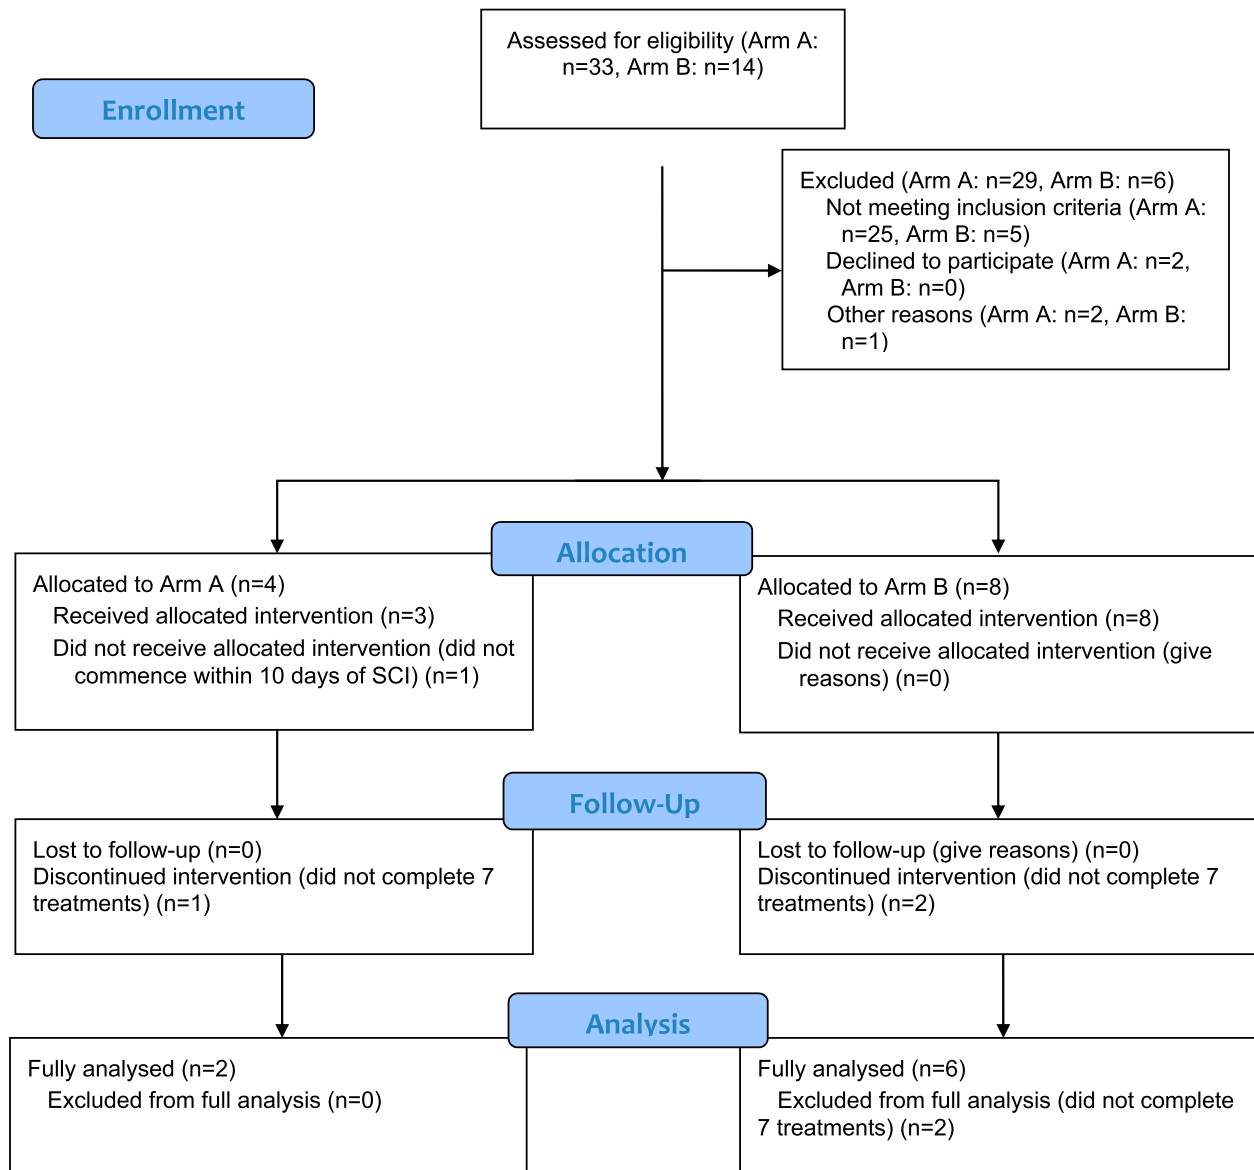 Assessed for eligibility (Arm A:
n=33, Arm B: n=14)
Enrollment
Excluded (Arm A: n=29, Arm B: n=6)
Not meeting inclusion criteria (Arm A:
n=25, Arm B: n=5)
Declined to participate (Arm A: n=2,
Arm B: n=0)
Other reasons (Arm A: n=2, Arm B:
n=1)
Allocation
Allocated to Arm A (n=4)
Received allocated intervention (n=3)
Did not receive allocated intervention (did not
commence within 10 days of SCI) (n=1)
Allocated to Arm B (n=8)
Received allocated intervention (n=8)
Did not receive allocated intervention (give
reasons) (n=0)
Follow-Up
Lost to follow-up (n=0)
Discontinued intervention (did not complete 7
treatments) (n=1)
Lost to follow-up (give reasons) (n=0)
Discontinued intervention (did not complete 7
treatments) (n=2)
Analysis
Fully analysed (n=2)
Excluded from full analysis (n=0)
Fully analysed (n=6)
Excluded from full analysis (did not complete
7 treatments) (n=2)